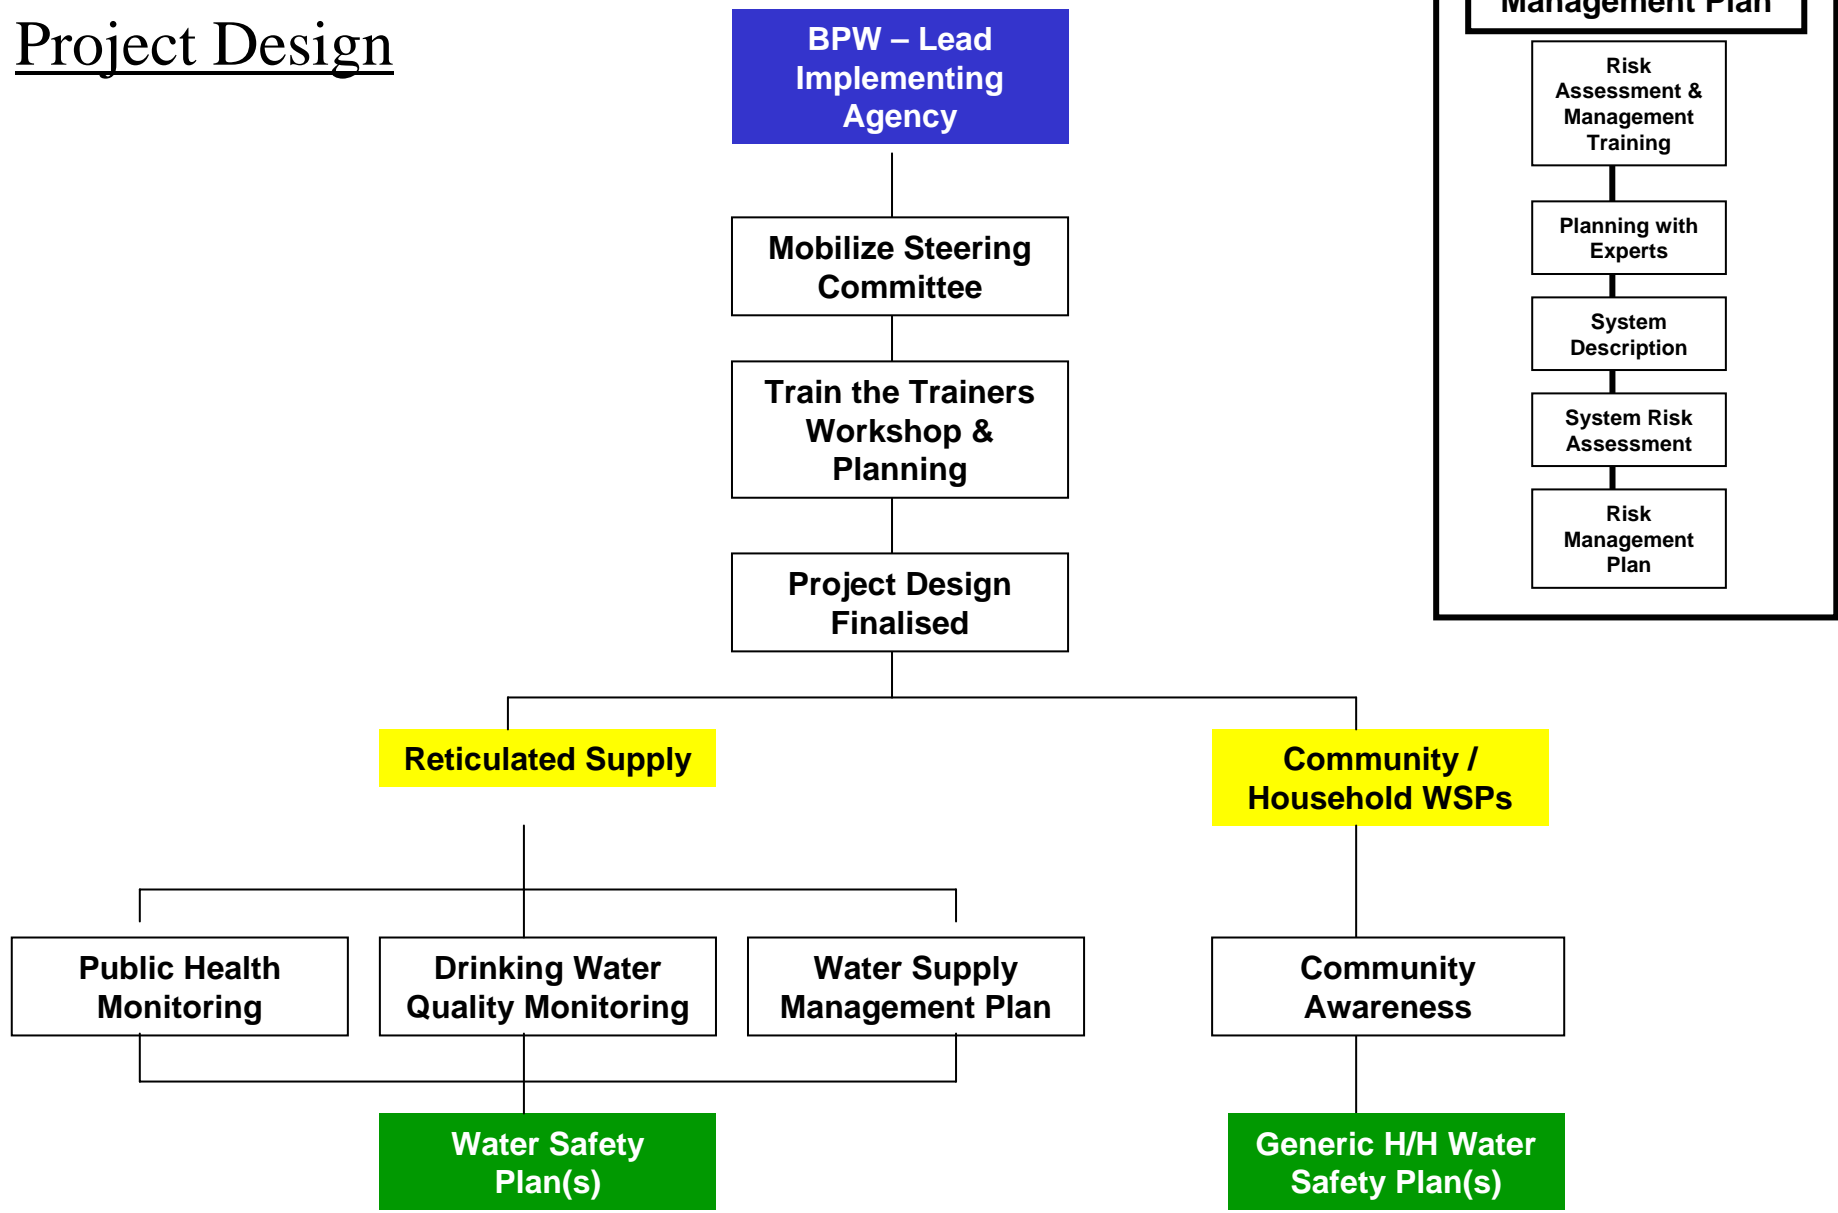 Project Design
BPW – Lead
Implementing
Agency
Mobilize Steering
Committee
Train the Trainers
Workshop &
Planning
Project Design
Finalised
Reticulated Supply
Community /
Household WSPs
Public Health
Monitoring
Drinking Water
Quality Monitoring
Water Supply
Management Plan
Community
Awareness
Water Safety
Plan(s)
Generic H/H Water
Safety Plan(s)
Management Plan
Risk
Assessment &
Management
Training
Planning with
Experts
System
Description
System Risk
Assessment
Risk
Management
Plan